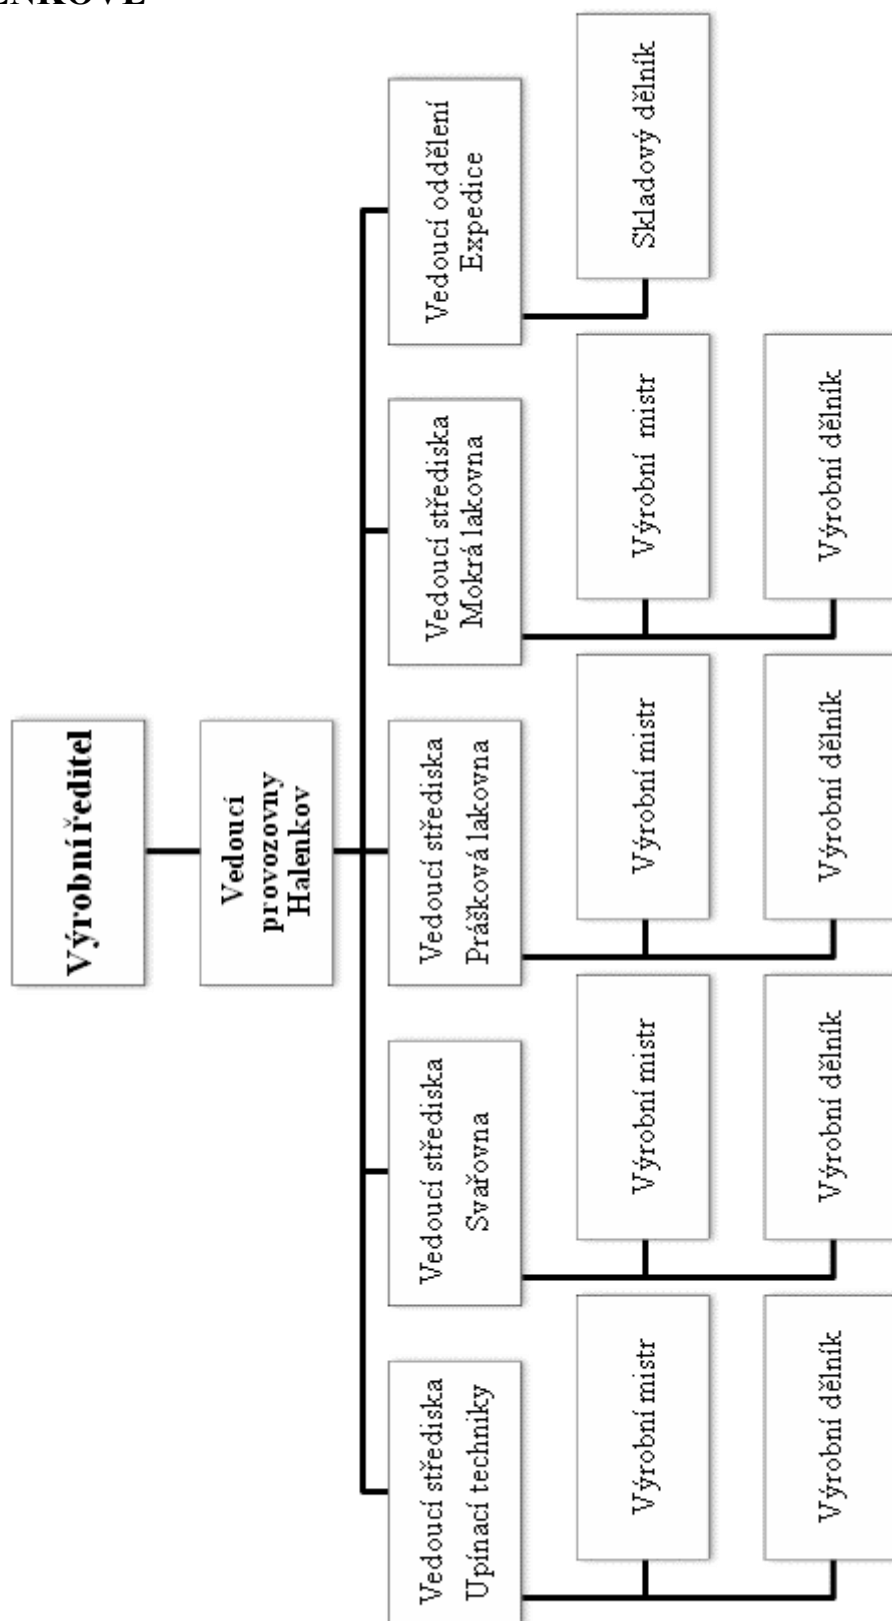 Výrobní ředitel
Vedoucí
provozovny
Halenkov
Vedoucí střediska
Upínací techniky
Vedoucí střediska
Svařovna
Vedoucí střediska
Prášková lakovna
Vedoucí střediska
Mokrá lakovna
Vedoucí oddělení
Expedice
Výrobní mistr
Výrobní mistr
Výrobní mistr
Výrobní mistr
Skladový dělník
Výrobní dělník
Výrobní dělník
Výrobní dělník
Výrobní dělník